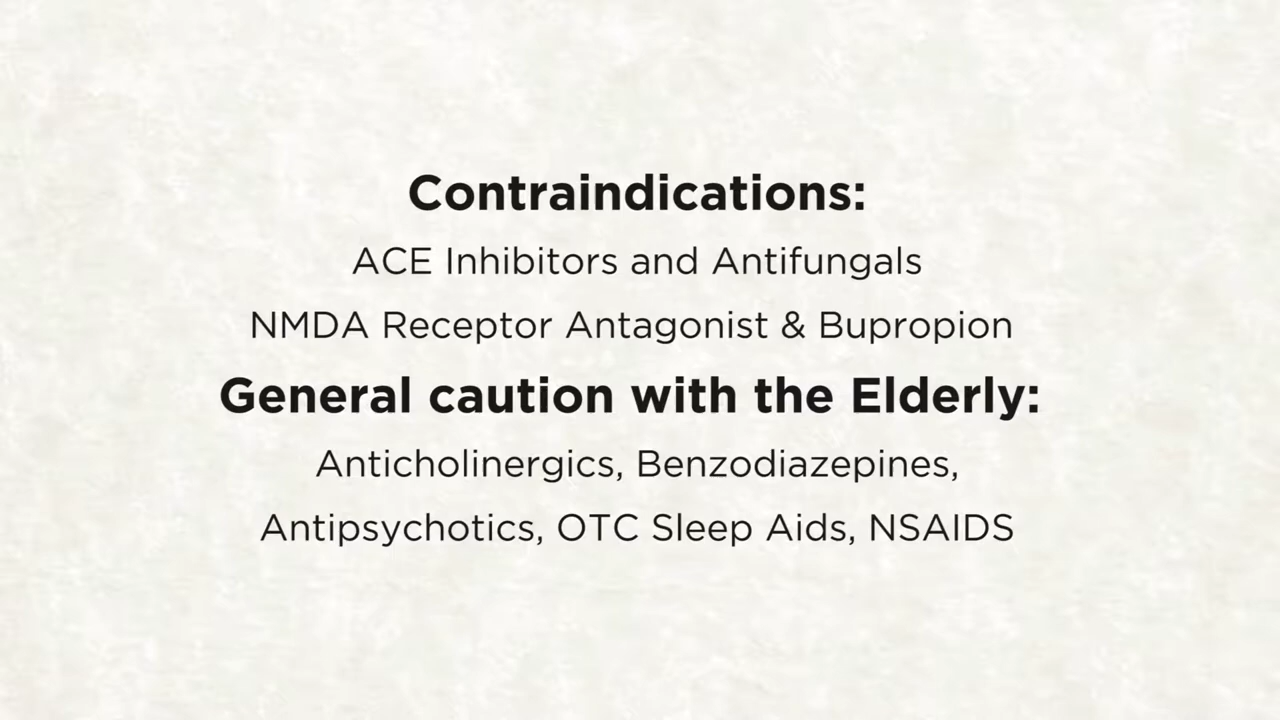 Contraindications:
ACE Inhibitors and Antifungals
NMDA Receptor Antagonist & Bupropion
General caution with the Elderly:
Anticholinergics, Benzodiazepines,
Antipsychotics, OTC Sleep Aids, NSAIDS